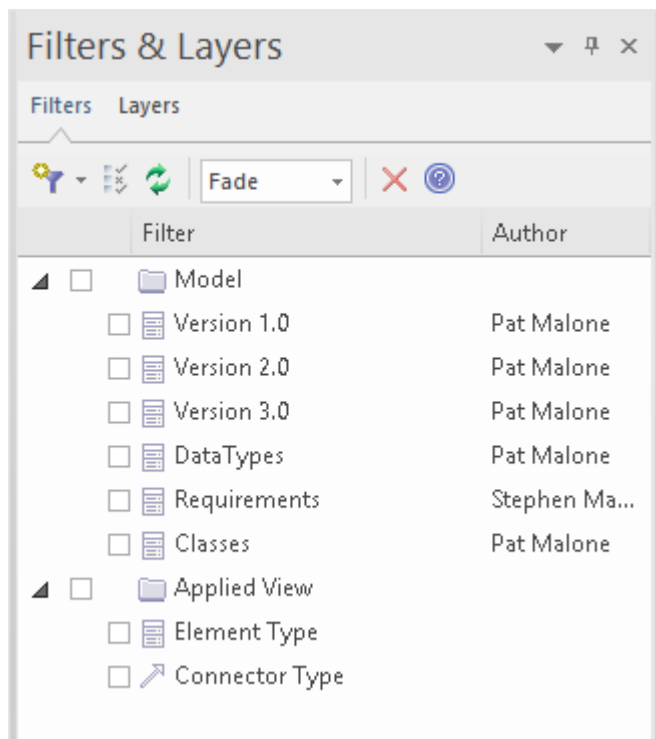 Filters & Layers
Filters Layers
Fade
Filter Author
Model
Version 1.0 Pat Malone
Version 2.0 Pat Malone
Version 3.0 Pat Malone
DataTypes Pat Malone
Requirements Stephen Ma...
Classes Pat Malone
Applied View
Element Type
Connector Type